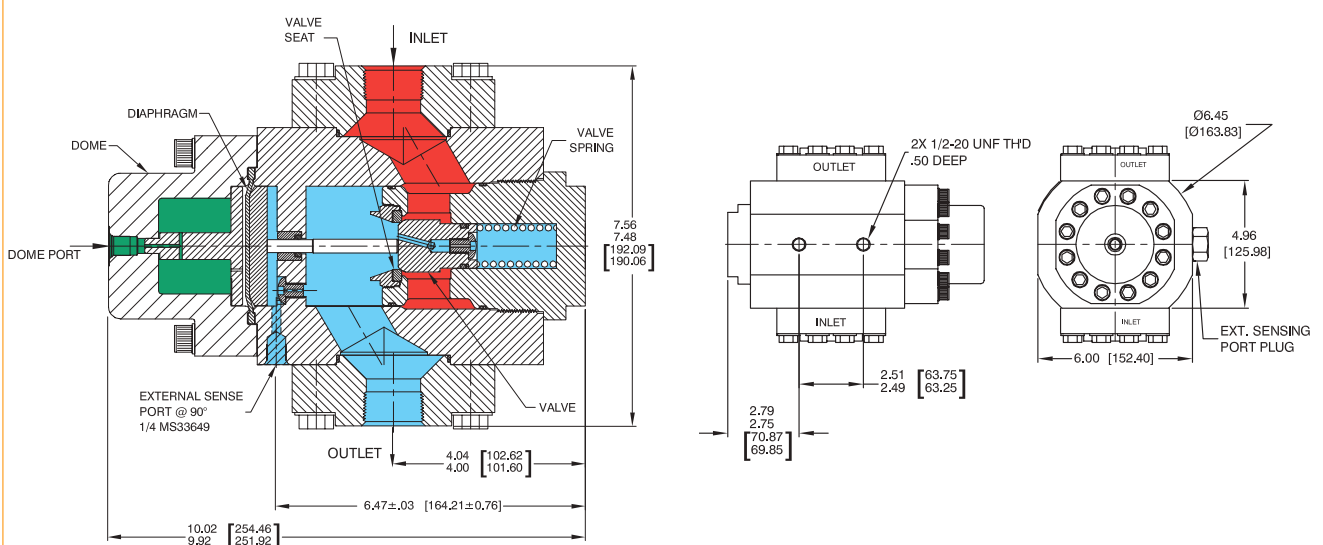 VALVE
SEAT
INLET
DIAPHRAGM
DOME
VALVE
SPRING
DOME PORT
7.56
7.48
[192.09
190.06]
EXTERNAL SENSE
PORT @ 90°
1/4 MS33649
VALVE
OUTLET
4.04 [102.62
4.00 101.60]
6.47±.03 [164.21±0.76]
10.02 [254.46
9.92 251.92]
2X 1/2-20 UNF TH'D
.50 DEEP
OUTLET
INLET
2.51 [63.75
2.49 63.25]
2.79
2.75
[70.87
69.85]
Ø6.45
[Ø163.83]
OUTLET
4.96
[125.98]
INLET
EXT. SENSING
PORT PLUG
6.00 [152.40]